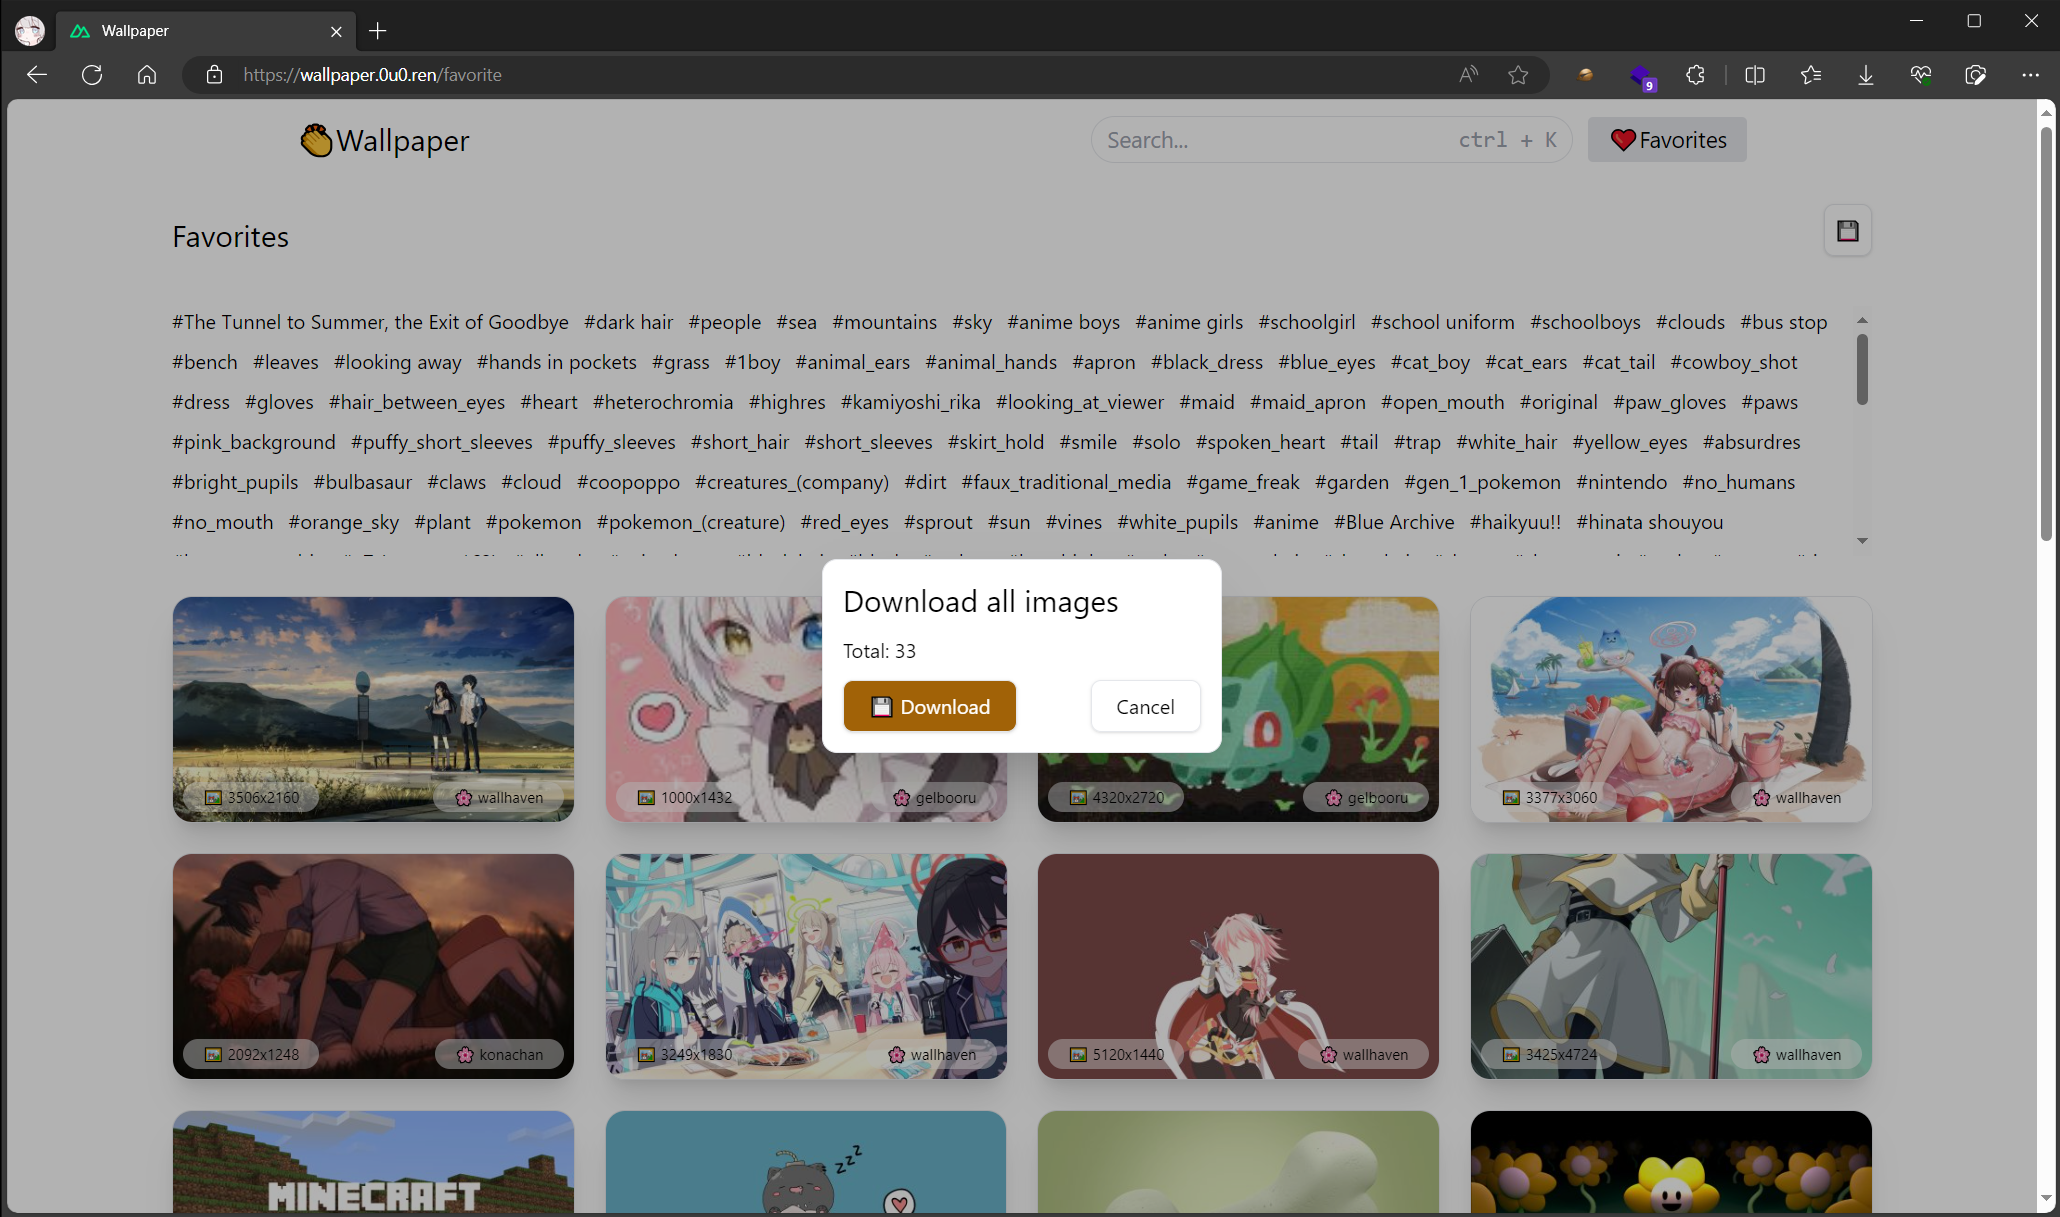 Wallpaper
https://wallpaper.0u0.ren/favorite
9
Wallpaper
Search...
ctrl + K
Favorites
Favorites
#The Tunnel to Summer, the Exit of Goodbye #dark hair #people #sea #mountains #sky #anime boys #anime girls #schoolgirl #school uniform #schoolboys #clouds #bus stop
#bench #leaves #looking away #hands in pockets #grass #1boy #animal_ears #animal_hands #apron #black_dress #blue_eyes #cat_boy #cat_ears #cat_tail #cowboy_shot
#dress #gloves #hair_between_eyes #heart #heterochromia #highres #kamiyoshi_rika #looking_at_viewer #maid #maid_apron #open_mouth #original #paw_gloves #paws
#pink_background #puffy_short_sleeves #puffy_sleeves #short_hair #short_sleeves #skirt_hold #smile #solo #spoken_heart #tail #trap #white_hair #yellow_eyes #absurdres
#bright_pupils #bulbasaur #claws #cloud #coopoppo #creatures_(company) #dirt #faux_traditional_media #game_freak #garden #gen_1_pokemon #nintendo #no_humans
#no_mouth #orange_sky #plant #pokemon #pokemon_(creature) #red_eyes #sprout #sun #vines #white_pupils #anime #Blue Archive #haikyuu!! #hinata shouyou
Download all images
Total: 33
Download
Cancel
3506x2160
wallhaven
1000x1432
gelbooru
4320x2720
gelbooru
3377x3060
wallhaven
2092x1248
konachan
3249x1830
wallhaven
5120x1440
wallhaven
3425x4724
wallhaven
MINECRAFT
zzz